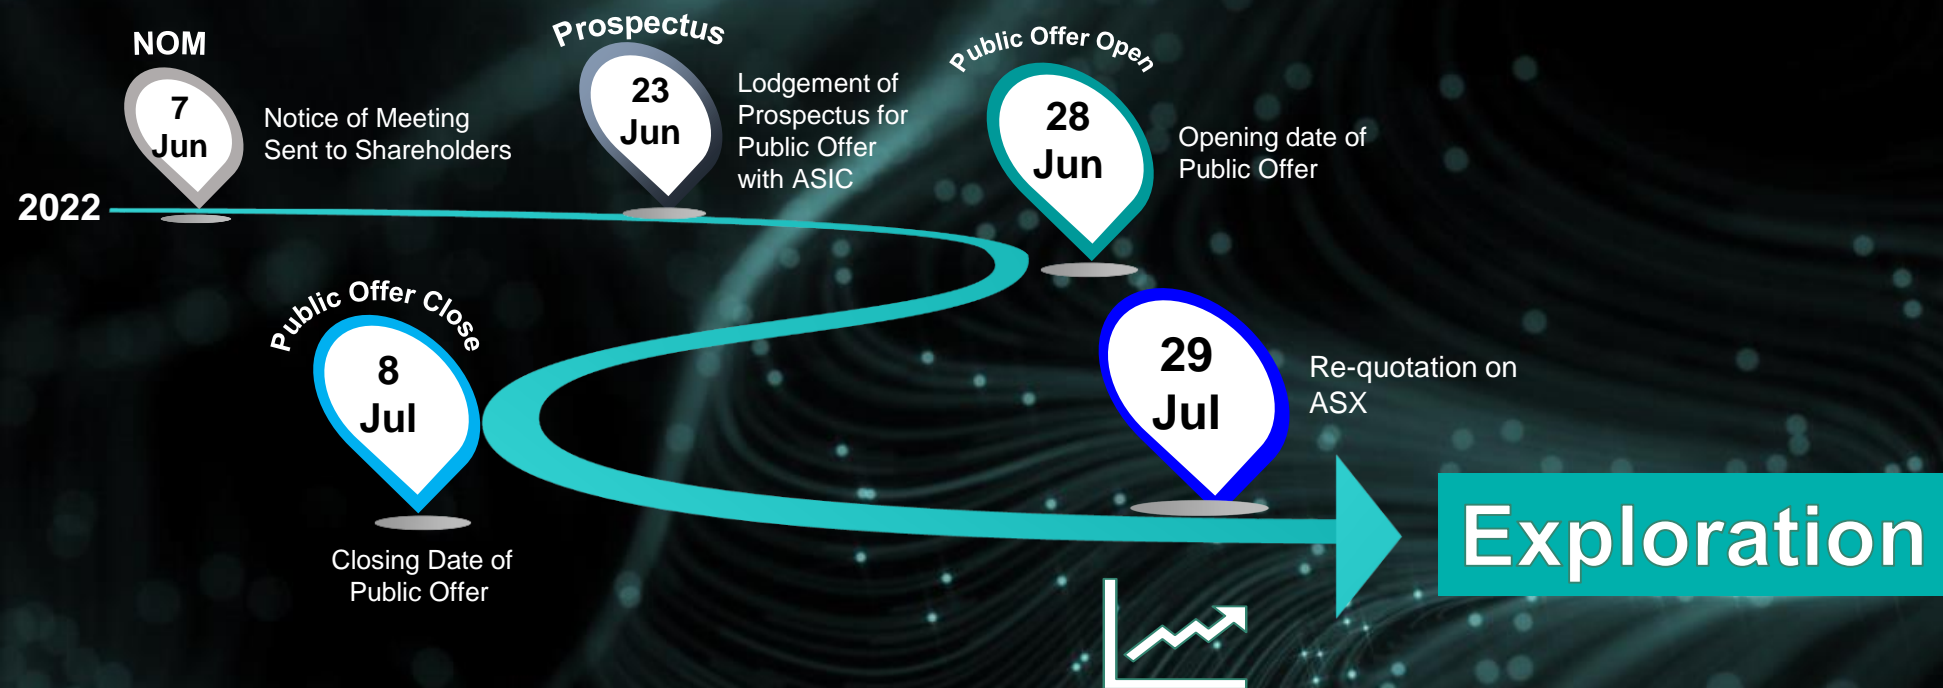 NOM
7
Jun
Notice of Meeting
Sent to Shareholders
Prospectus
23
Jun
Lodgement of
Prospectus for
Public Offer
with ASIC
Public Offer Open
28
Jun
Opening date of
Public Offer
2022
Public Offer Close
8
Jul
Closing Date of
Public Offer
29
Jul
Re-quotation on
ASX
Exploration